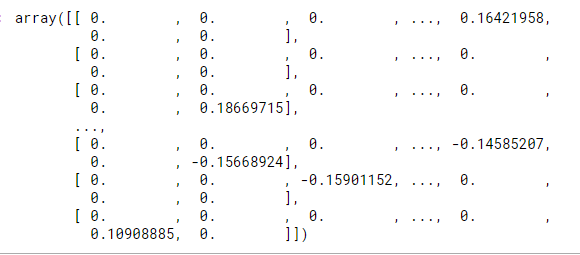 : array([[ 0.        ,  0.        ,  0.        , ...,  0.16421958,
         0.        ,  0.        ],
       [ 0.        ,  0.        ,  0.        , ...,  0.        ,
         0.        ,  0.        ],
       [ 0.        ,  0.        ,  0.        , ...,  0.        ,
         0.        ,  0.18669715],
       ...,
       [ 0.        ,  0.        ,  0.        , ..., -0.14585207,
         0.        , -0.15668924],
       [ 0.        ,  0.        , -0.15901152, ...,  0.        ,
         0.        ,  0.        ],
       [ 0.        ,  0.        ,  0.        , ...,  0.        ,
         0.10908885,  0.        ]])